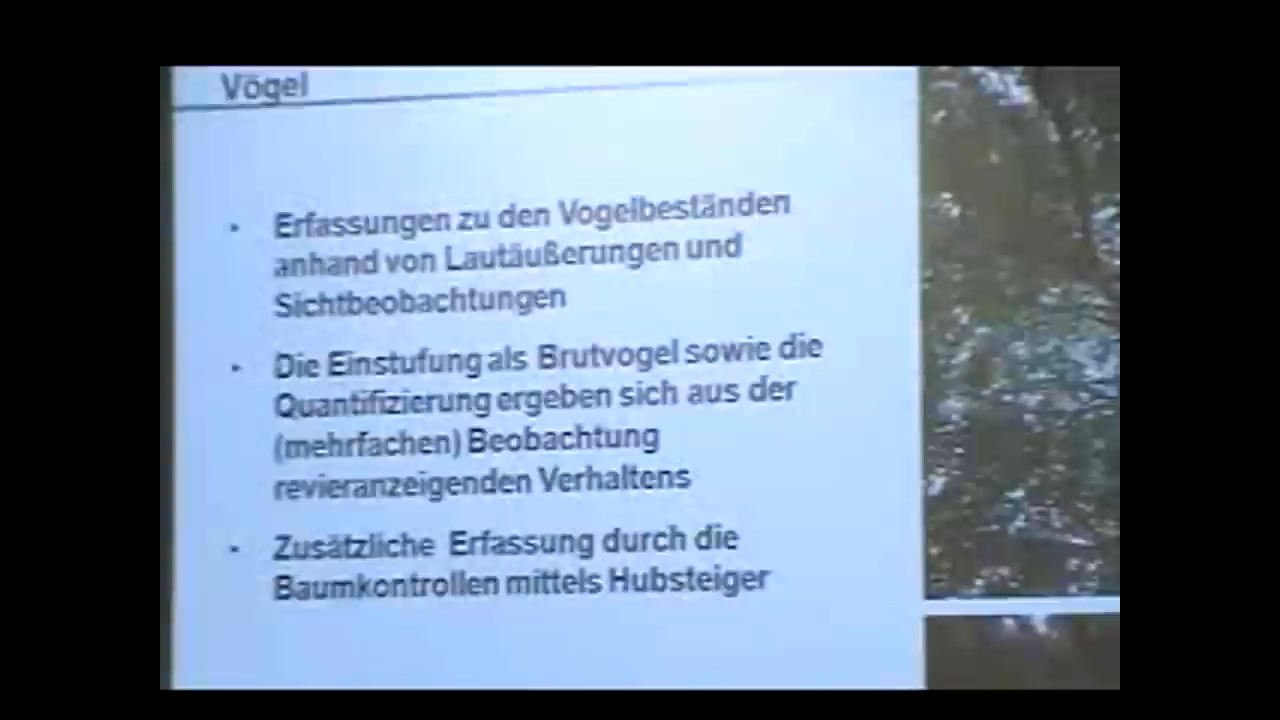 Vögel
· Erfassungen zu den Vogelbeständen
anhand von Lautäußerungen und
Sichtbeobachtungen
· Die Einstufung als Brutvogel sowie die
Quantifizierung ergeben sich aus der
(mehrfachen) Beobachtung
revieranzeigenden Verhaltens
· Zusätzliche Erfassung durch die
Baumkontrollen mittels Hubsteiger